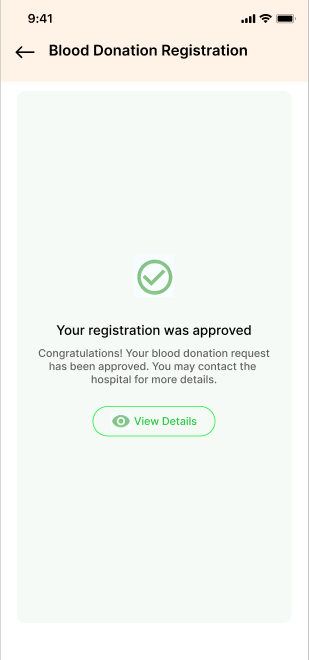 9:41
Blood Donation Registration
Your registration was approved
Congratulations! Your blood donation request
has been approved. You may contact the
hospital for more details.
View Details